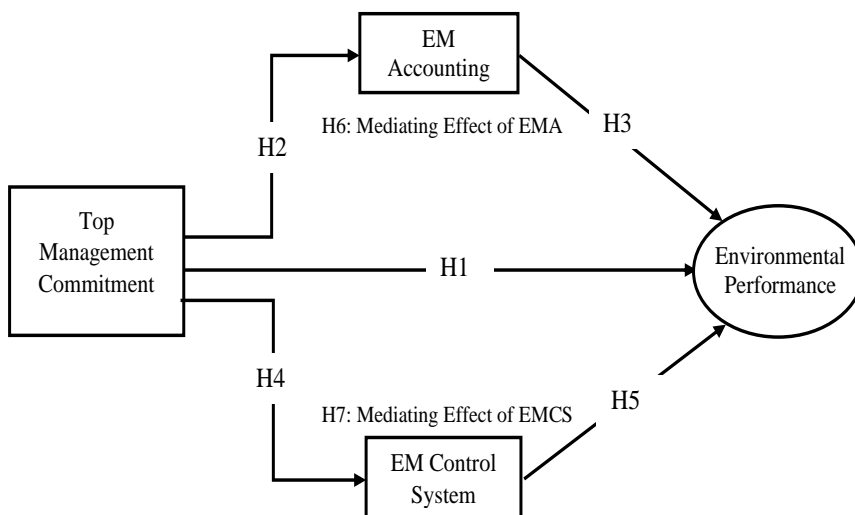 EM
Accounting
H6: Mediating Effect of EMA
H3
H2
Top
Management
Commitment
H1
Environmental
Performance
H4
H7: Mediating Effect of EMCS
H5
EM Control
System